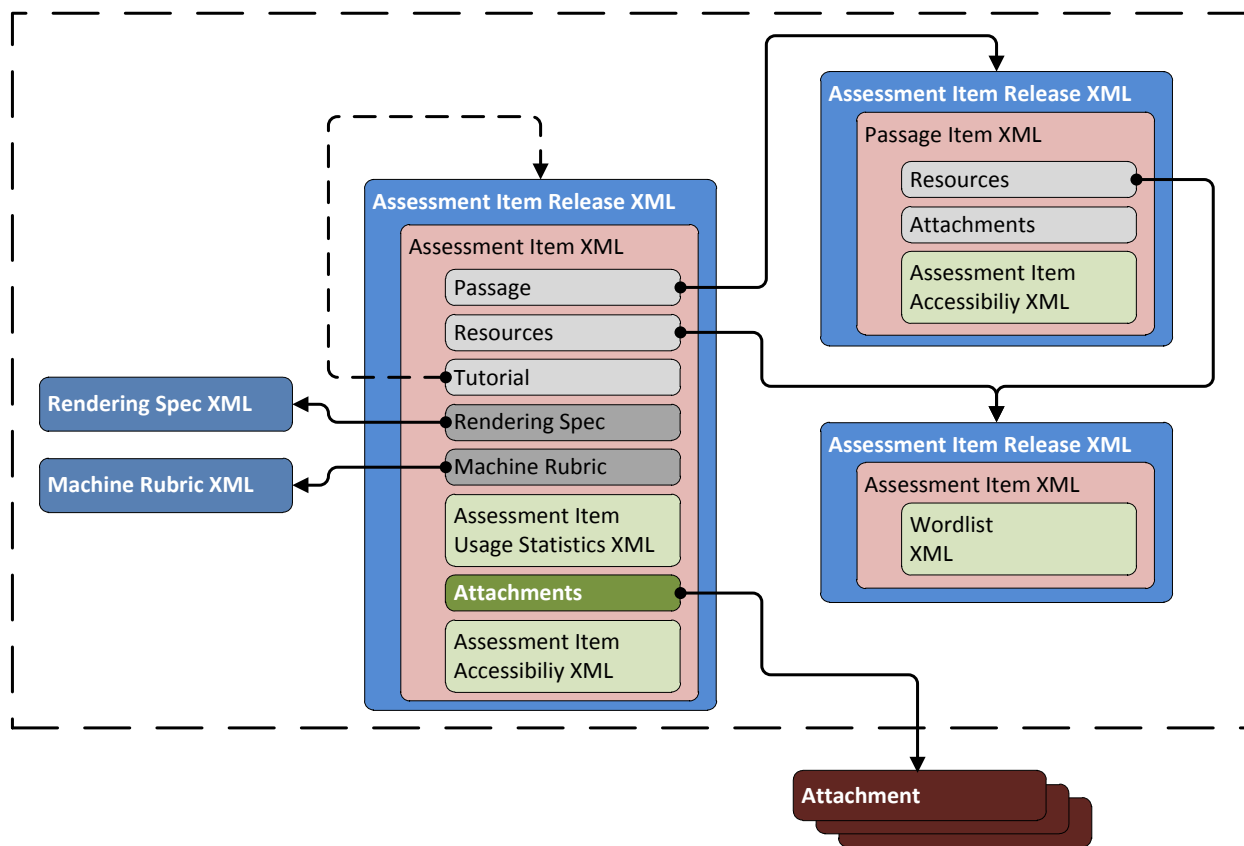 Assessment Item Release XML
Passage Item XML
Resources
Attachments
Assessment Item
Accessibiliy XML
Assessment Item Release XML
Assessment Item XML
Passage
Resources
Tutorial
Rendering Spec
Machine Rubric
Assessment Item
Usage Statistics XML
Attachments
Assessment Item
Accessibiliy XML
Rendering Spec XML
Machine Rubric XML
Assessment Item Release XML
Assessment Item XML
Wordlist
XML
Attachment